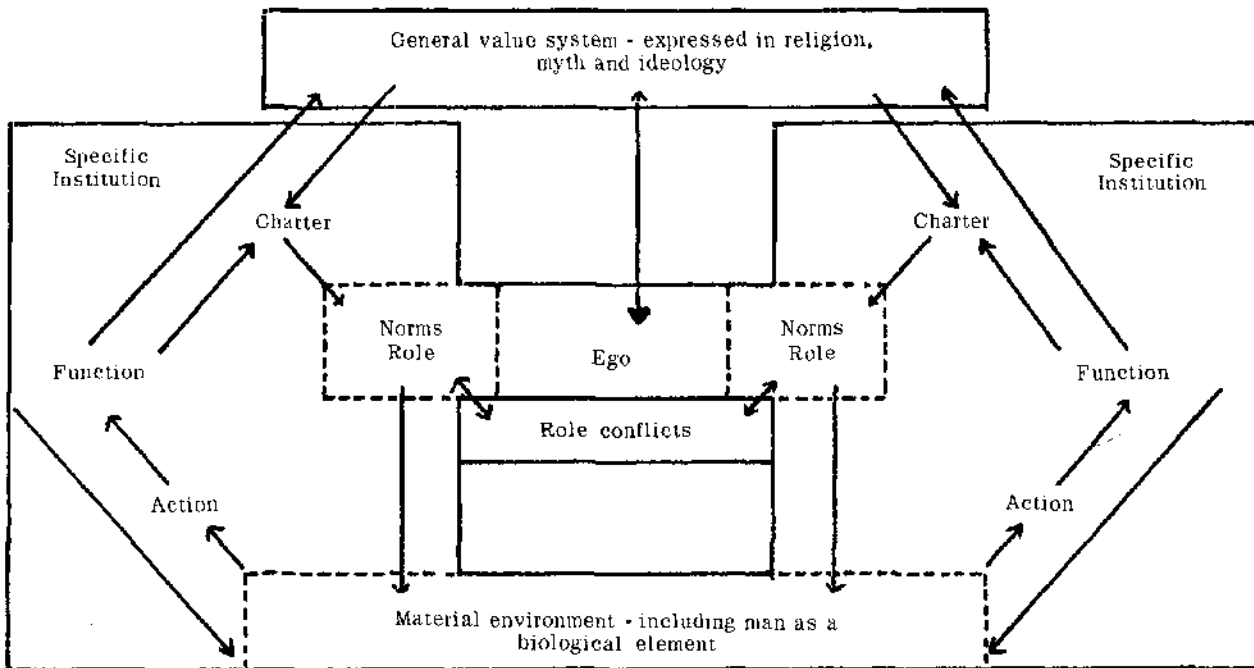 General value system - expressed in religion,
myth and ideology
Specific
Institution
Specific
Institution
Charter
Charter
Norms
Role
Ego
Norms
Role
Function
Function
Role conflicts
Action
Action
Material environment - including man as a
biological element